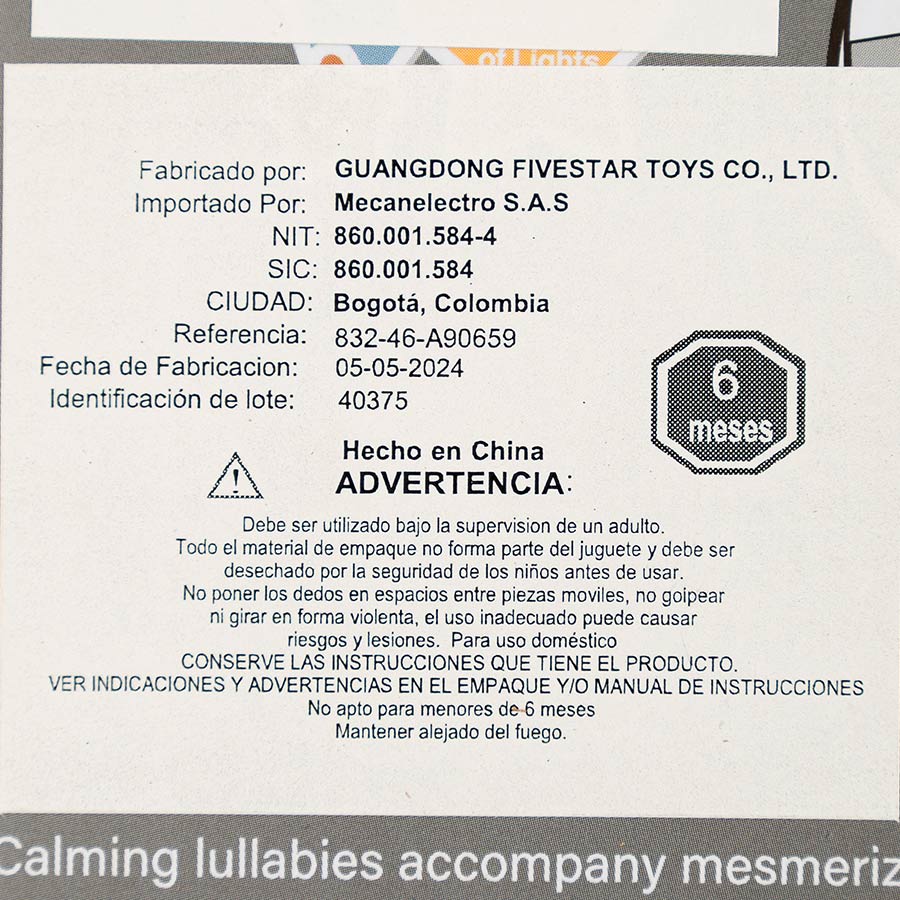 of Lights
Fabricado por: GUANGDONG FIVESTAR TOYS CO., LTD.
Importado Por: Mecanelectro S.A.S
NIT: 860.001.584-4
SIC: 860.001.584
CIUDAD: Bogotá, Colombia
Referencia: 832-46-A90659
Fecha de Fabricacion: 05-05-2024
Identificación de lote: 40375
6
meses
Hecho en China
ADVERTENCIA:
Debe ser utilizado bajo la supervision de un adulto.
Todo el material de empaque no forma parte del juguete y debe ser
desechado por la seguridad de los niños antes de usar.
No poner los dedos en espacios entre piezas moviles, no golpear
ni girar en forma violenta, el uso inadecuado puede causar
riesgos y lesiones. Para uso doméstico
CONSERVE LAS INSTRUCCIONES QUE TIENE EL PRODUCTO.
VER INDICACIONES Y ADVERTENCIAS EN EL EMPAQUE Y/O MANUAL DE INSTRUCCIONES
No apto para menores de 6 meses
Mantener alejado del fuego.
Calming lullabies accompany mesmeriz